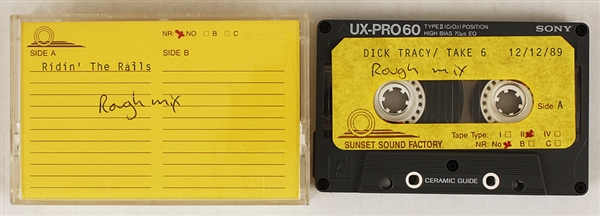 NR: NO B C
SIDE A SIDE B
Ridin' The Rails
Rough mix
UX-PRO60 TYPE II (CrO2) POSITION
HIGH BIAS 70µs EQ
SONY
DICK TRACY/ TAKE 6 12/12/89
Rough mix
Side A
Tape Type: I II IV
SUNSET SOUND FACTORY
NR: No B C
CERAMIC GUIDE